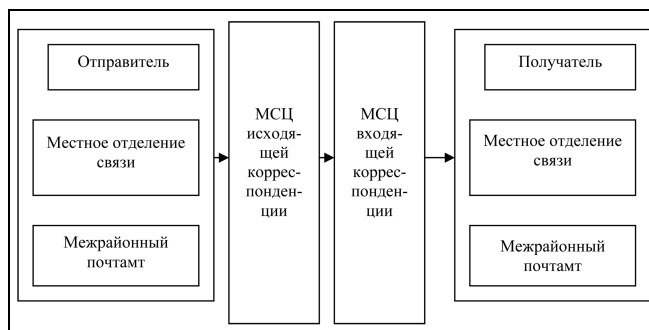 Отправитель
Местное отделение
связи
Межрайонный
почтамт
МСЦ
исходя-
щей
коррес-
понден-
ции
МСЦ
входя-
щей
коррес-
понден-
ции
Получатель
Местное отделение
связи
Межрайонный
почтамт